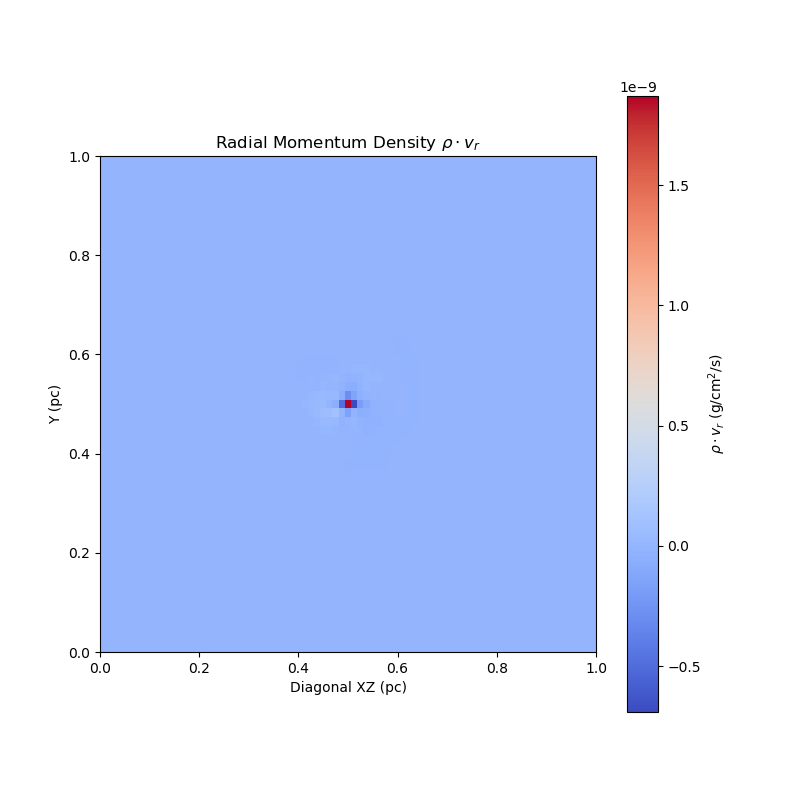 1e−9
Radial Momentum Density ρ · v_r
1.0
0.8
0.6
0.4
0.2
0.0
Y (pc)
0.0 0.2 0.4 0.6 0.8 1.0
Diagonal XZ (pc)
1.5
1.0
0.5
0.0
−0.5
ρ · v_r (g/cm²/s)